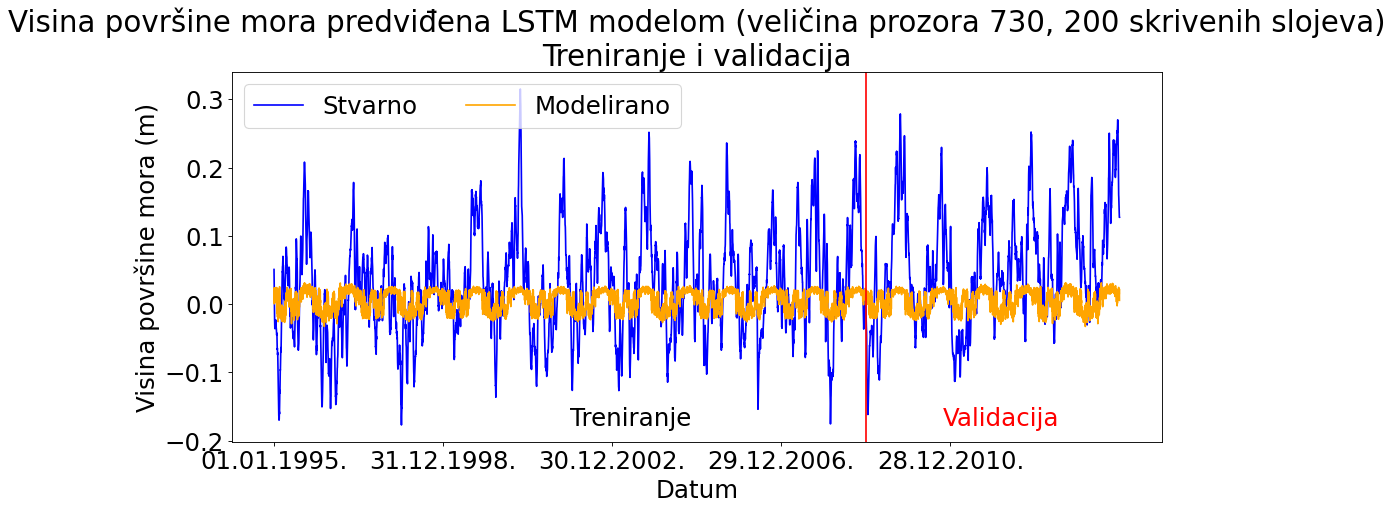 Visina površine mora predviđena LSTM modelom (veličina prozora 730, 200 skrivenih slojeva)
Treniranje i validacija
Stvarno
Modelirano
Visina površine mora (m)
0.3
0.2
0.1
0.0
−0.1
−0.2
Treniranje
Validacija
01.01.1995.
31.12.1998.
30.12.2002.
29.12.2006.
28.12.2010.
Datum